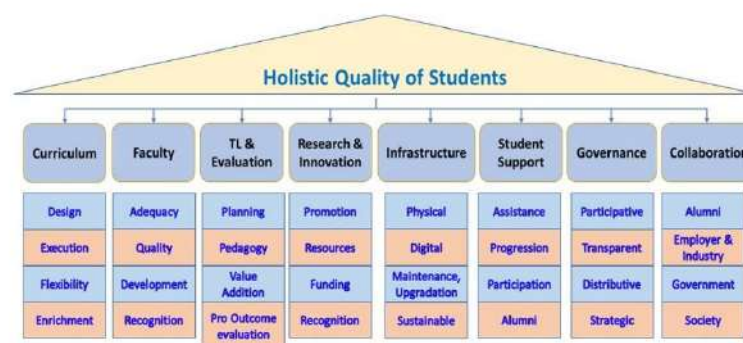 Holistic Quality of Students
Curriculum
Faculty
TL &
Evaluation
Research &
Innovation
Infrastructure
Student
Support
Governance
Collaboration
Design
Adequacy
Planning
Promotion
Physical
Assistance
Participative
Alumni
Execution
Quality
Pedagogy
Resources
Digital
Progression
Transparent
Employer &
Industry
Flexibility
Development
Value
Addition
Funding
Maintenance,
Upgradation
Participation
Distributive
Government
Enrichment
Recognition
Pro Outcome
evaluation
Recognition
Sustainable
Alumni
Strategic
Society